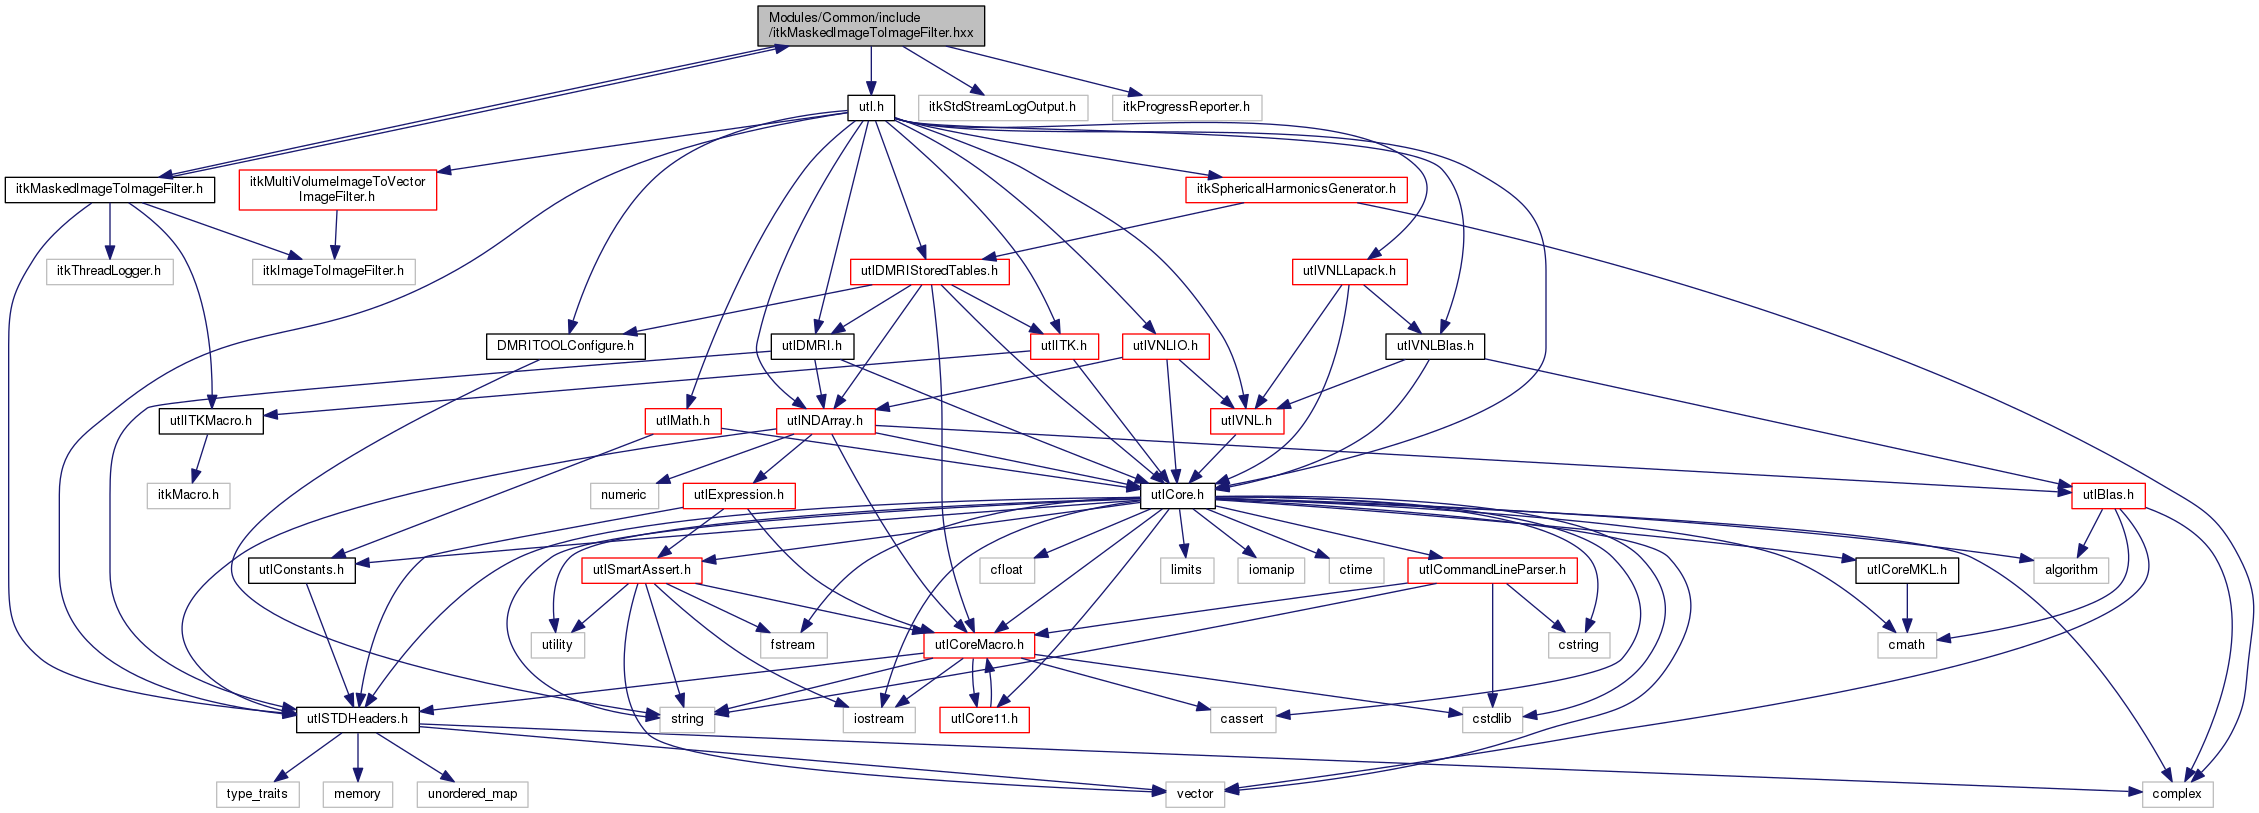 Modules/Common/include
/itkMaskedImageToImageFilter.hxx
utl.h
itkStdStreamLogOutput.h
itkProgressReporter.h
itkMaskedImageToImageFilter.h
itkMultiVolumeImageToVector
ImageFilter.h
itkSphericalHarmonicsGenerator.h
itkThreadLogger.h
itkImageToImageFilter.h
utlDMRIStoredTables.h
utlVNLLapack.h
DMRITOOLConfigure.h
utlDMRI.h
utlITK.h
utlVNLIO.h
utlVNLBlas.h
utlITKMacro.h
utlMath.h
utlNDArray.h
utlVNL.h
itkMacro.h
numeric
utlExpression.h
utlCore.h
utlBlas.h
utlConstants.h
utlSmartAssert.h
cfloat
limits
iomanip
ctime
utlCommandLineParser.h
utlCoreMKL.h
algorithm
utility
fstream
utlCoreMacro.h
cstring
cmath
utlSTDHeaders.h
string
iostream
utlCore11.h
cassert
cstdlib
type_traits
memory
unordered_map
vector
complex